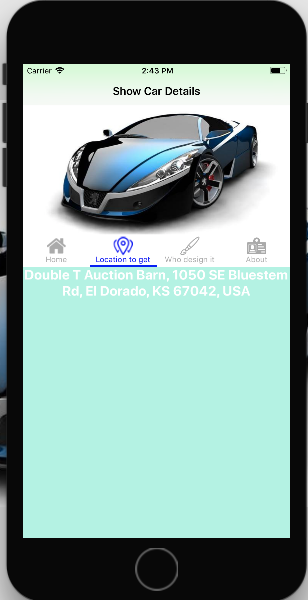 Carrier 2:43 PM
Show Car Details
Home Location to get Who design it About
Double T Auction Barn, 1050 SE Bluestem
Rd, El Dorado, KS 67042, USA